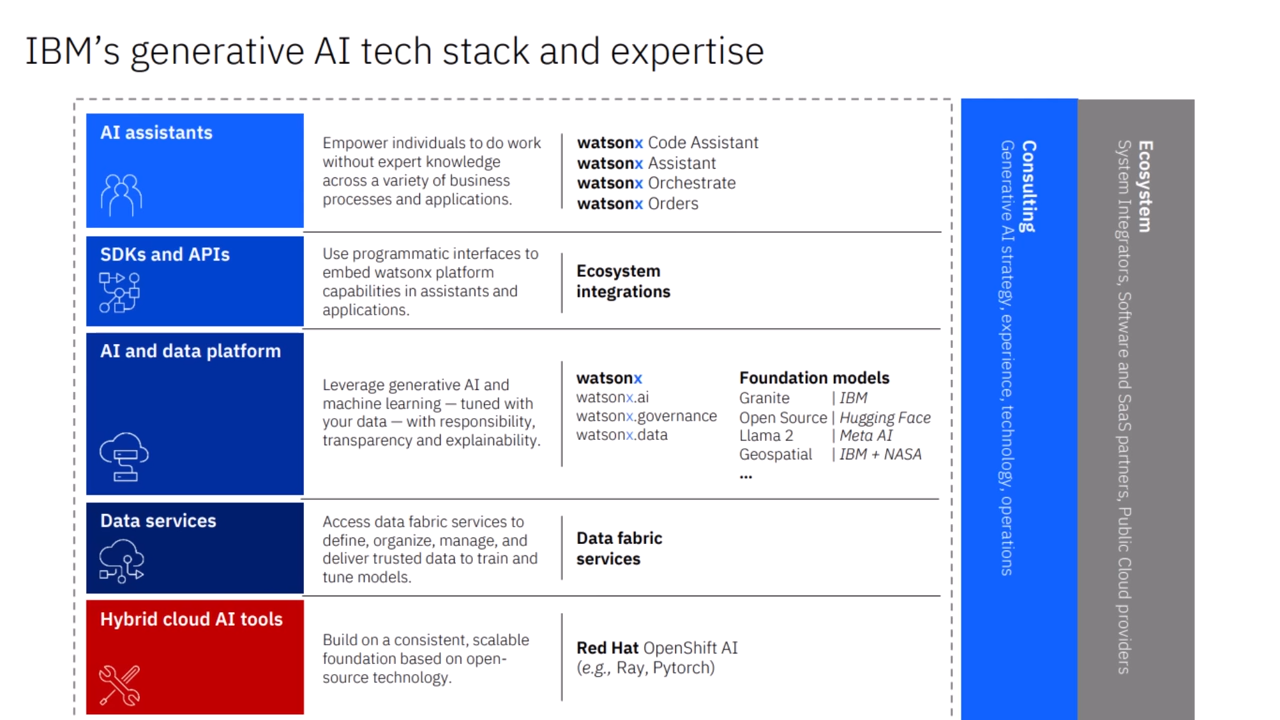 IBM’s generative AI tech stack and expertise
AI assistants
Empower individuals to do work
without expert knowledge
across a variety of business
processes and applications.
watsonx Code Assistant
watsonx Assistant
watsonx Orchestrate
watsonx Orders
SDKs and APIs
Use programmatic interfaces to
embed watsonx platform
capabilities in assistants and
applications.
Ecosystem
integrations
AI and data platform
Leverage generative AI and
machine learning — tuned with
your data — with responsibility,
transparency and explainability.
watsonx
watsonx.ai
watsonx.governance
watsonx.data
Foundation models
Granite | IBM
Open Source | Hugging Face
Llama 2 | Meta AI
Geospatial | IBM + NASA
...
Data services
Access data fabric services to
define, organize, manage, and
deliver trusted data to train and
tune models.
Data fabric
services
Hybrid cloud AI tools
Build on a consistent, scalable
foundation based on open-
source technology.
Red Hat OpenShift AI
(e.g., Ray, Pytorch)
Consulting
Generative AI strategy, experience, technology, operations
Ecosystem
System Integrators, Software and SaaS partners, Public Cloud providers